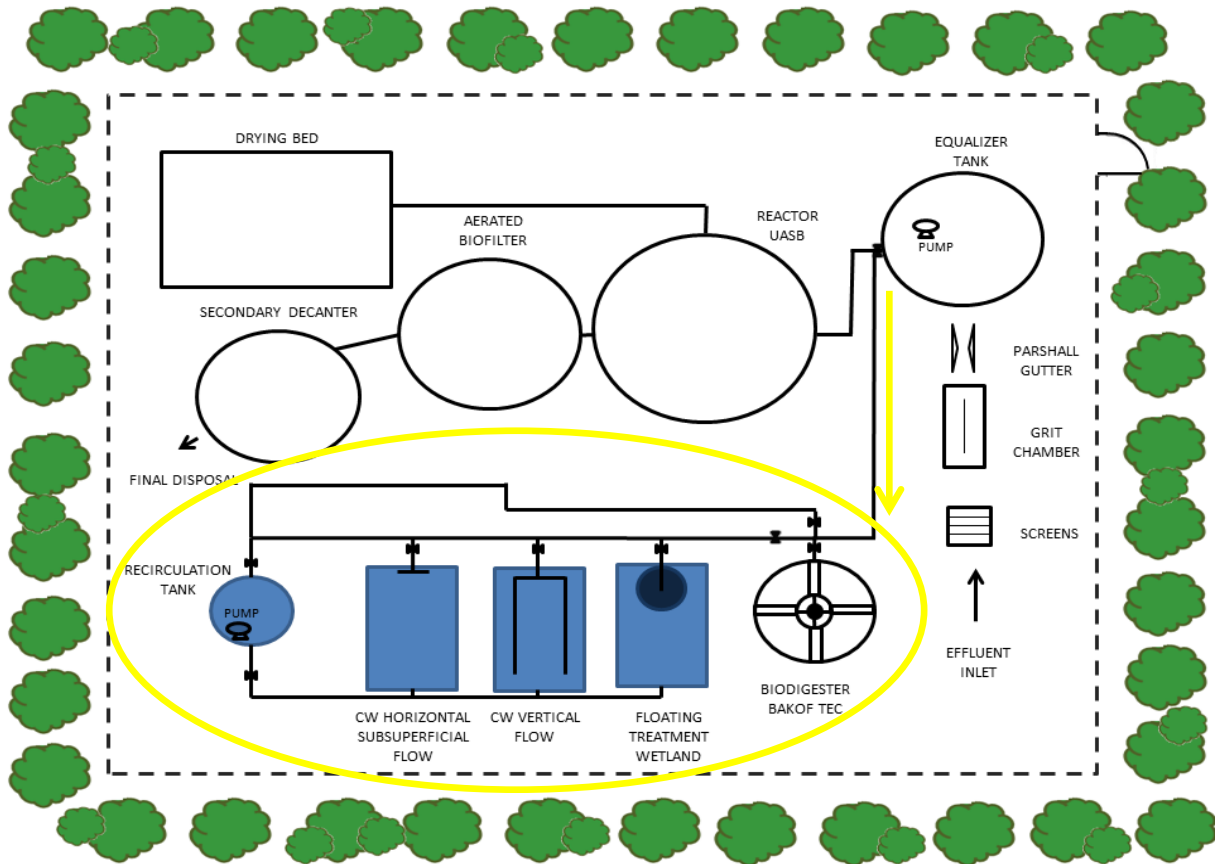 DRYING BED
EQUALIZER
TANK
AERATED
BIOFILTER
REACTOR
UASB
PUMP
SECONDARY DECANTER
PARSHALL
GUTTER
GRIT
CHAMBER
FINAL DISPOSAL
SCREENS
RECIRCULATION
TANK
PUMP
EFFLUENT
INLET
BIODIGESTER
BAKOF TEC
CW HORIZONTAL
SUBSUPERFICIAL
FLOW
CW VERTICAL
FLOW
FLOATING
TREATMENT
WETLAND